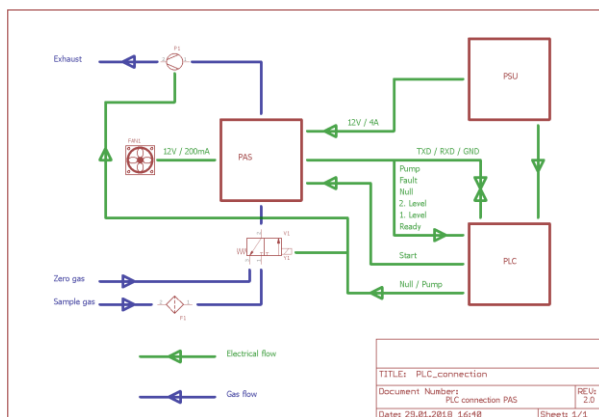 P1
Exhaust
PSU
12V / 4A
FAN1
12V / 200mA
PAS
TXD / RXD / GND
Pump
Fault
Null
2. Level
1. Level
Ready
Y1
Y1
PLC
Start
Zero gas
Null / Pump
Sample gas
F1
Electrical flow
Gas flow
TITLE: PLC_connection
Document Number:
PLC connection PAS
REV:
2.0
Date: 29.01.2018 16:40
Sheet: 1/1